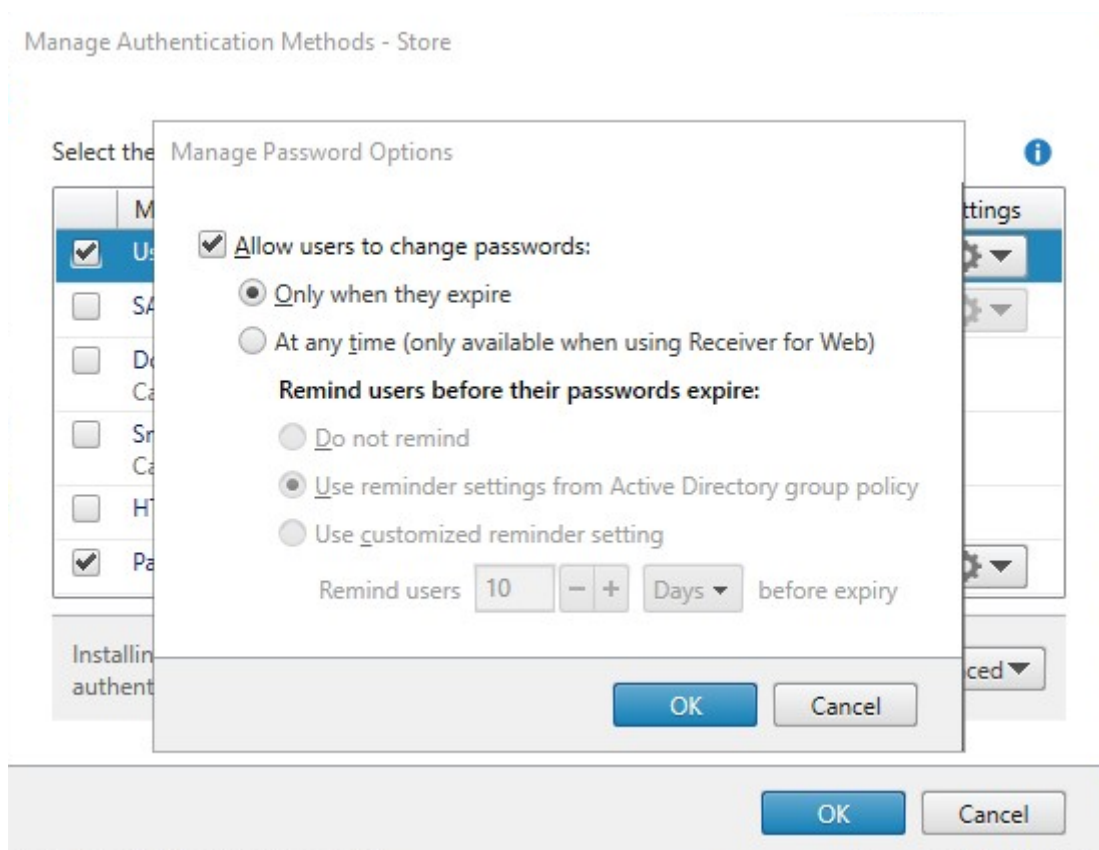 Manage Authentication Methods - Store
Select the
Manage Password Options
M
ttings
Allow users to change passwords:
Us
Only when they expire
SA
At any time (only available when using Receiver for Web)
Do
Ca
Remind users before their passwords expire:
Do not remind
Sr
Ca
Use reminder settings from Active Directory group policy
HT
Use customized reminder setting
Pa
Remind users 10 − + Days before expiry
Installin
authent
ced
OK Cancel
OK Cancel